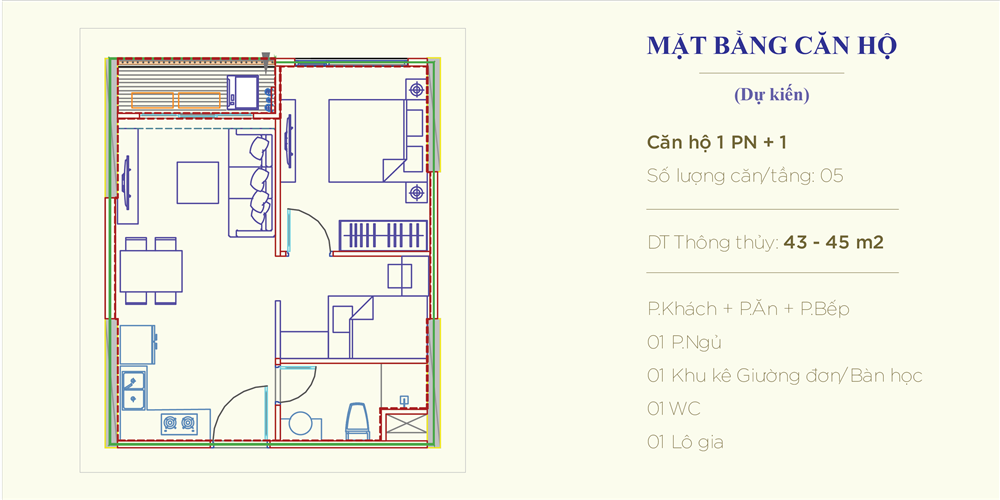 MẶT BẰNG CĂN HỘ
(Dự kiến)
Căn hộ 1 PN + 1
Số lượng căn/tầng: 05
DT Thông thủy: 43 - 45 m2
P.Khách + P.Ăn + P.Bếp
01 P.Ngủ
01 Khu kê Giường đơn/Bàn học
01 WC
01 Lô gia